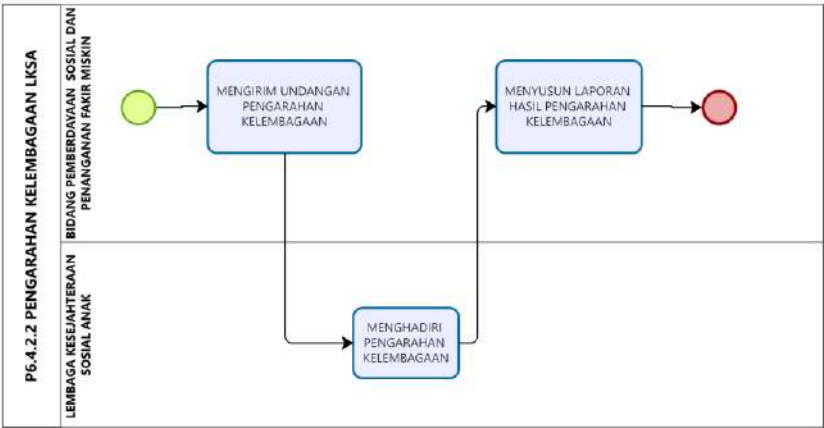 P6.4.2.2 PENGARAHAN KELEMBAGAAN LKSA
BIDANG PEMBERDAYAAN SOSIAL DAN
PENANGANAN FAKIR MISKIN
MENGIRIM UNDANGAN
PENGARAHAN
KELEMBAGAAN
MENYUSUN LAPORAN
HASIL PENGARAHAN
KELEMBAGAAN
LEMBAGA KESEJAHTERAAN
SOSIAL ANAK
MENGHADIRI
PENGARAHAN
KELEMBAGAAN